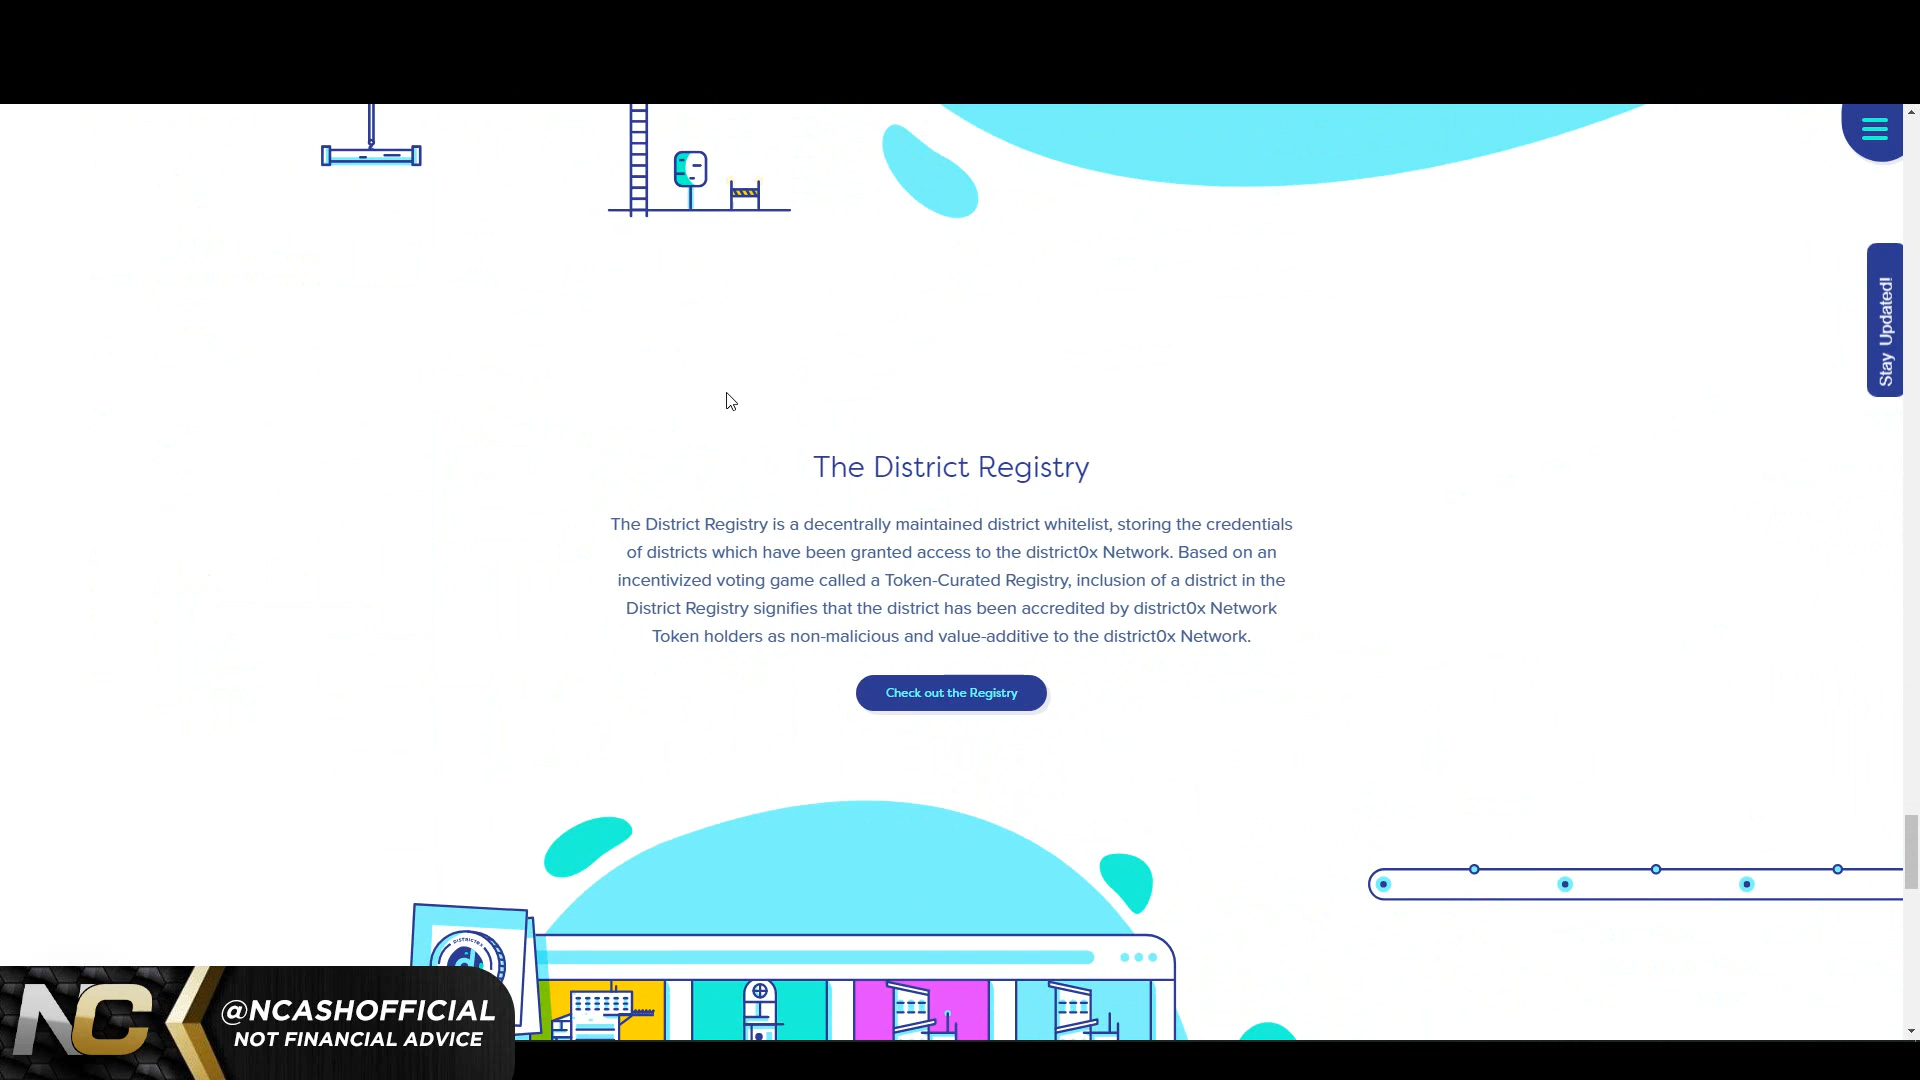 Stay Updated!
The District Registry
The District Registry is a decentrally maintained district whitelist, storing the credentials
of districts which have been granted access to the district0x Network. Based on an
incentivized voting game called a Token-Curated Registry, inclusion of a district in the
District Registry signifies that the district has been accredited by district0x Network
Token holders as non-malicious and value-additive to the district0x Network.
Check out the Registry
DISTRICT0X
d
NC
@NCASHOFFICIAL
NOT FINANCIAL ADVICE